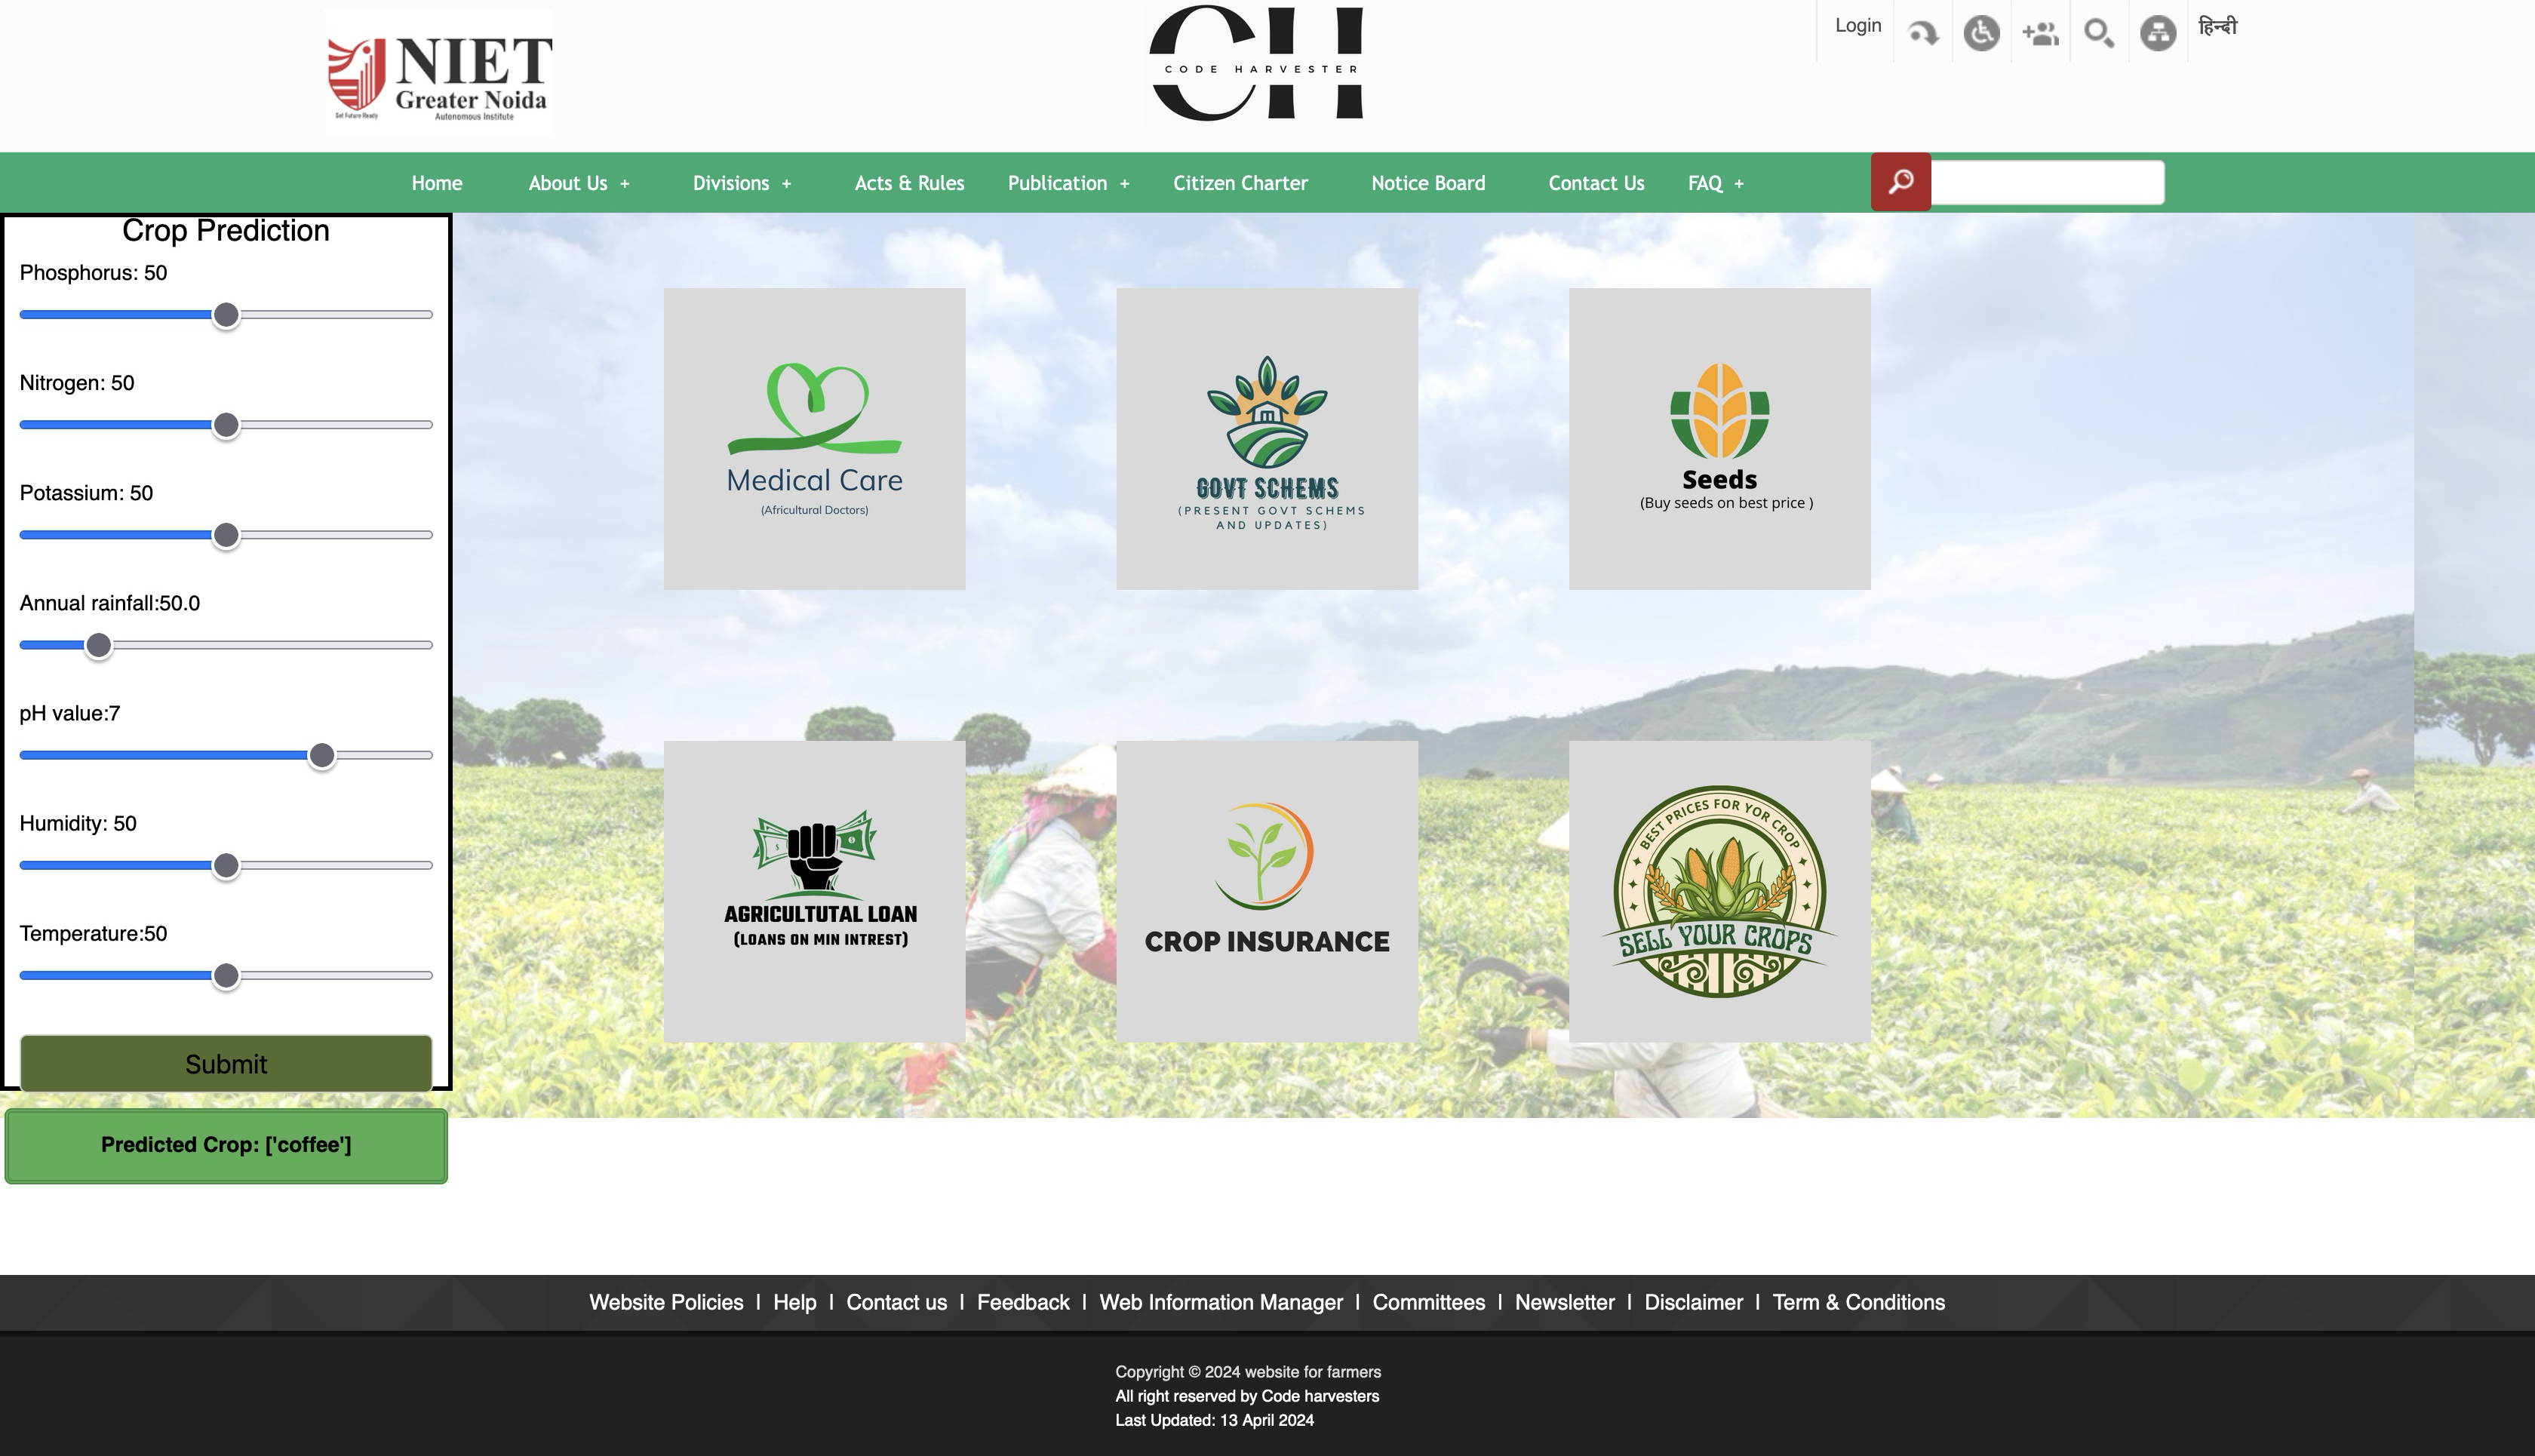 NIET
Greater Noida
Get Future Ready
Autonomous Institute
CH
CODE HARVESTER
Login
हिन्दी
Home
About Us +
Divisions +
Acts & Rules
Publication +
Citizen Charter
Notice Board
Contact Us
FAQ +
Crop Prediction
Phosphorus: 50
Nitrogen: 50
Potassium: 50
Annual rainfall:50.0
pH value:7
Humidity: 50
Temperature:50
Submit
Predicted Crop: ['coffee']
Medical Care
(Africultural Doctors)
GOVT SCHEMS
(PRESENT GOVT SCHEMS
AND UPDATES)
Seeds
(Buy seeds on best price )
AGRICULTUTAL LOAN
(LOANS ON MIN INTREST)
CROP INSURANCE
BEST PRICES FOR YOR CROP
SELL YOUR CROPS
Website Policies | Help | Contact us | Feedback | Web Information Manager | Committees | Newsletter | Disclaimer | Term & Conditions
Copyright © 2024 website for farmers
All right reserved by Code harvesters
Last Updated: 13 April 2024